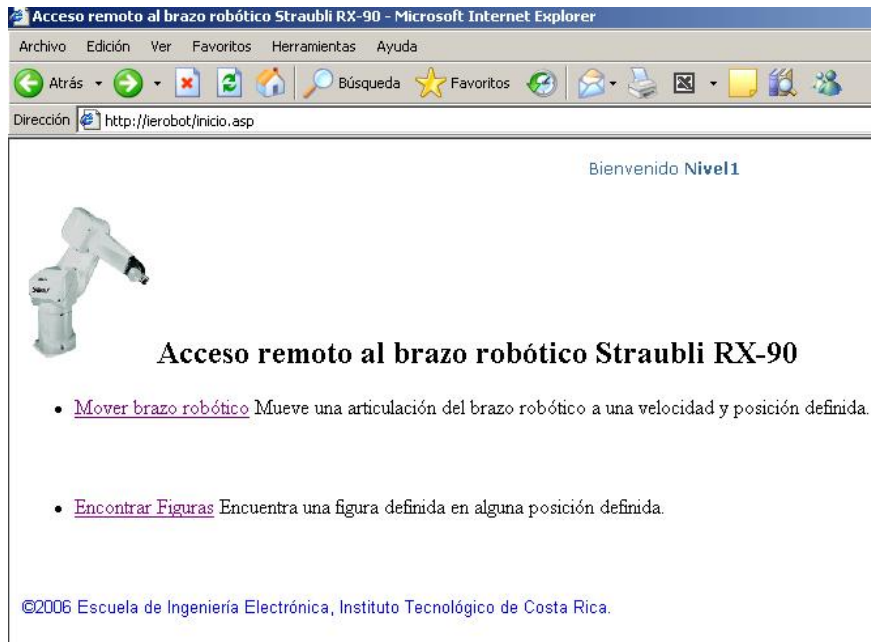 Acceso remoto al brazo robótico Straubli RX-90 - Microsoft Internet Explorer
Archivo Edición Ver Favoritos Herramientas Ayuda
Atrás Búsqueda Favoritos
Dirección http://ierobot/inicio.asp
Bienvenido Nivel1
Acceso remoto al brazo robótico Straubli RX-90
Mover brazo robótico Mueve una articulación del brazo robótico a una velocidad y posición definida.
Encontrar Figuras Encuentra una figura definida en alguna posición definida.
©2006 Escuela de Ingeniería Electrónica, Instituto Tecnológico de Costa Rica.